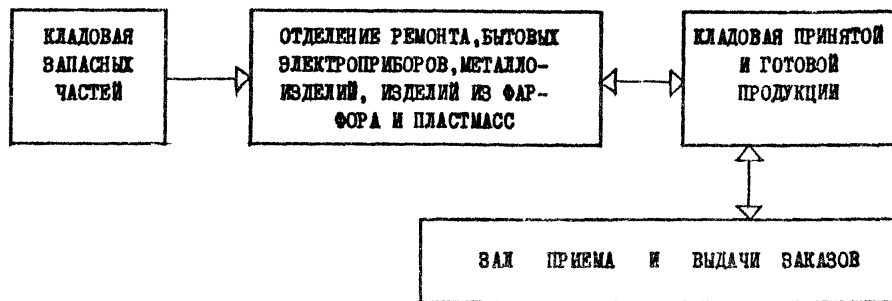 КЛАДОВАЯ
ЗАПАСНЫХ
ЧАСТЕЙ
ОТДЕЛЕНИЕ РЕМОНТА, БЫТОВЫХ
ЭЛЕКТРОПРИБОРОВ, МЕТАЛЛО-
ИЗДЕЛИЙ, ИЗДЕЛИЙ ИЗ ФАР-
ФОРА И ПЛАСТМАСС
КЛАДОВАЯ ПРИНЯТОЙ
И ГОТОВОЙ
ПРОДУКЦИИ
ЗАЛ ПРИЕМА И ВЫДАЧИ ЗАКАЗОВ